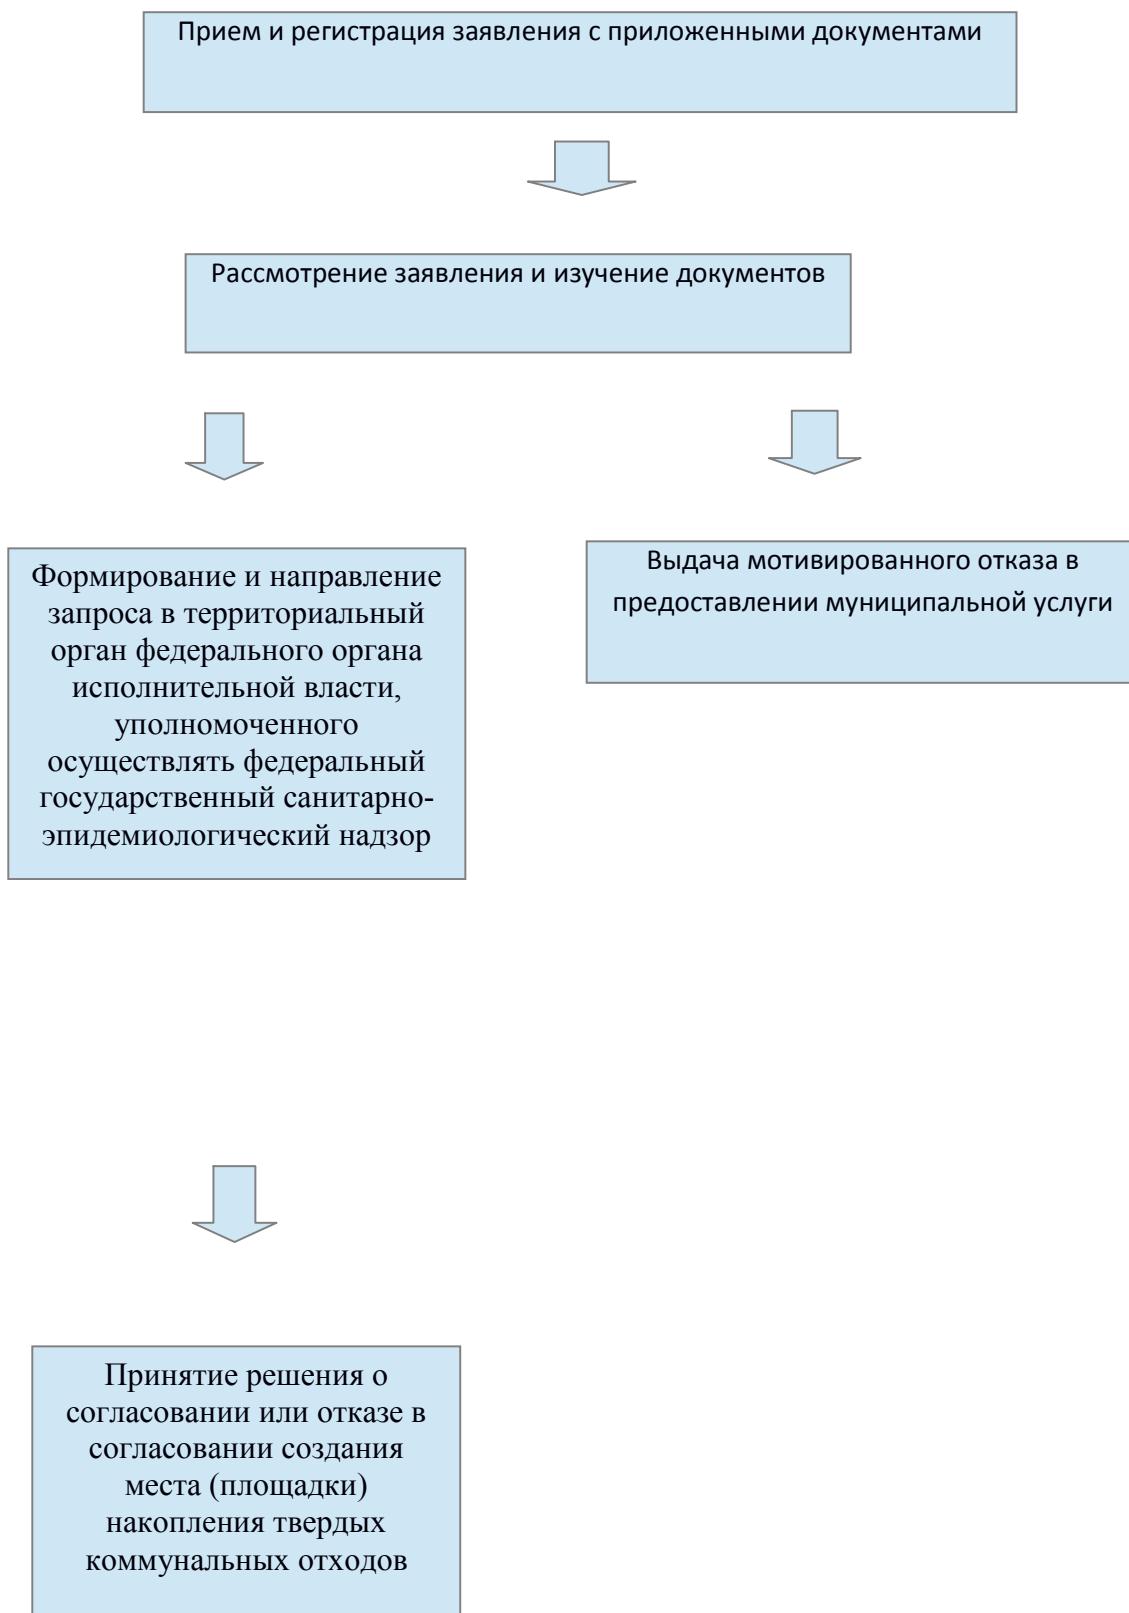 Прием и регистрация заявления с приложенными документами
Рассмотрение заявления и изучение документов
Формирование и направление
запроса в территориальный
орган федерального органа
исполнительной власти,
уполномоченного
осуществлять федеральный
государственный санитарно-
эпидемиологический надзор
Выдача мотивированного отказа в
предоставлении муниципальной услуги
Принятие решения о
согласовании или отказе в
согласовании создания
места (площадки)
накопления твердых
коммунальных отходов